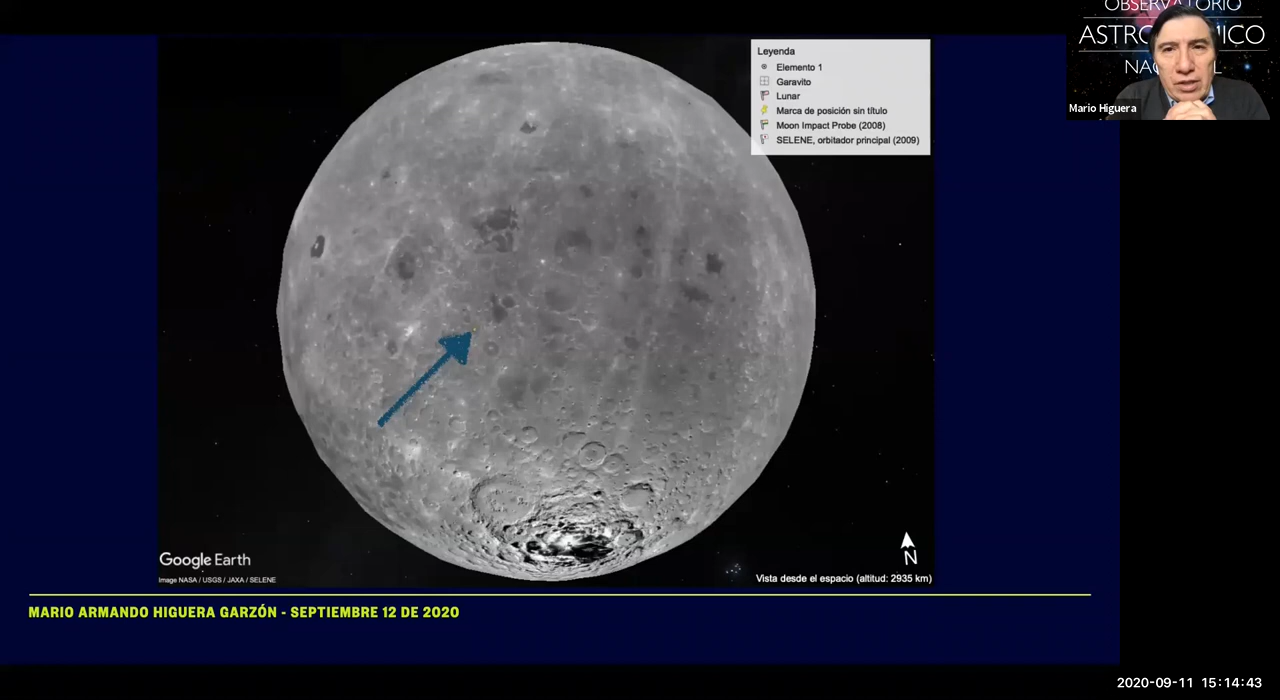 OBSERVATORIO
ASTRONÓMICO
NACIONAL
Mario Higuera
Leyenda
Elemento 1
Garavito
Lunar
Marca de posición sin título
Moon Impact Probe (2008)
SELENE, orbitador principal (2009)
Google Earth
Image NASA / USGS / JAXA / SELENE
N
Vista desde el espacio (altitud: 2935 km)
MARIO ARMANDO HIGUERA GARZÓN - SEPTIEMBRE 12 DE 2020
2020-09-11 15:14:43